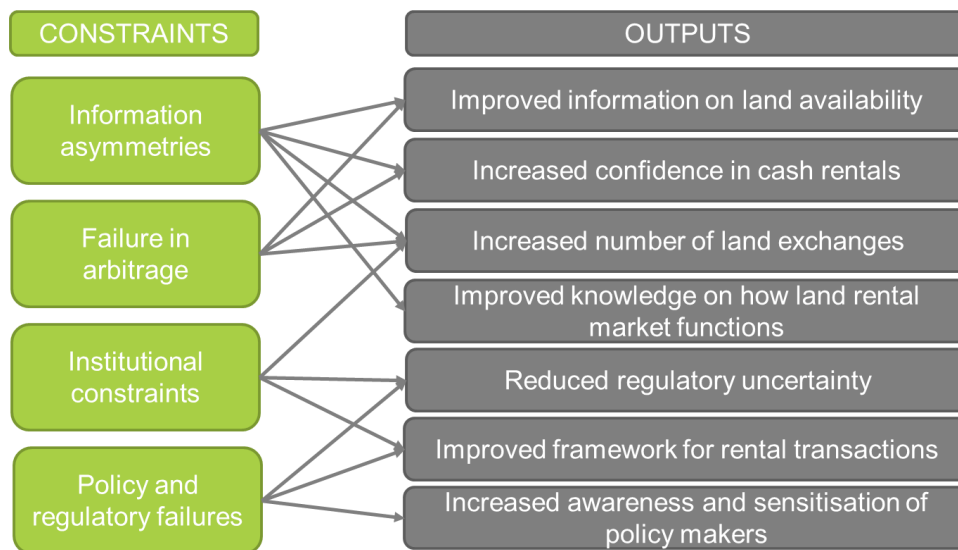 CONSTRAINTS
OUTPUTS
Information
asymmetries
Failure in
arbitrage
Institutional
constraints
Policy and
regulatory failures
Improved information on land availability
Increased confidence in cash rentals
Increased number of land exchanges
Improved knowledge on how land rental
market functions
Reduced regulatory uncertainty
Improved framework for rental transactions
Increased awareness and sensitisation of
policy makers